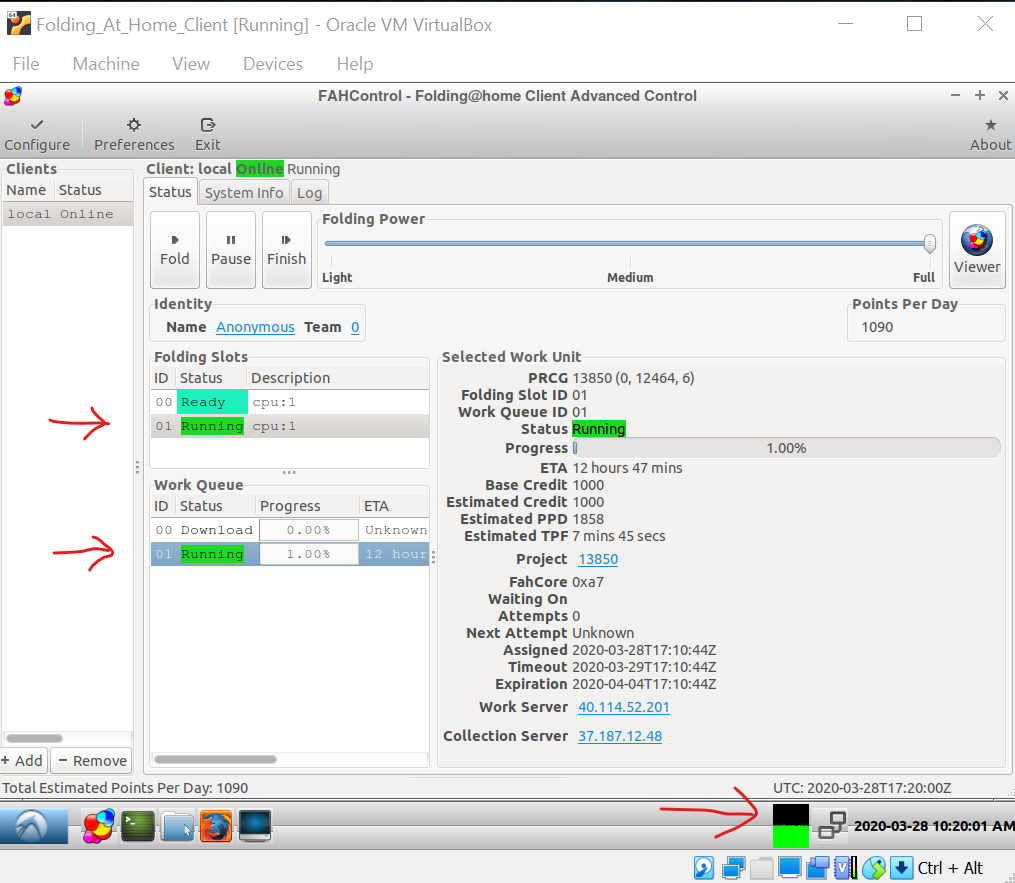 Folding_At_Home_Client [Running] - Oracle VM VirtualBox
File Machine View Devices Help
FAHControl - Folding@home Client Advanced Control
Configure Preferences Exit About
Clients
Name Status
local Online
Client: local Online Running
Status System Info Log
Fold Pause Finish
Folding Power
Light Medium Full
Viewer
Identity
Name Anonymous Team 0
Points Per Day
1090
Folding Slots
ID Status Description
00 Ready cpu:1
01 Running cpu:1
Work Queue
ID Status Progress ETA
00 Download 0.00% Unknown
01 Running 1.00% 12 hour
Selected Work Unit
PRCG 13850 (0, 12464, 6)
Folding Slot ID 01
Work Queue ID 01
Status Running
Progress 1.00%
ETA 12 hours 47 mins
Base Credit 1000
Estimated Credit 1000
Estimated PPD 1858
Estimated TPF 7 mins 45 secs
Project 13850
FahCore 0xa7
Waiting On
Attempts 0
Next Attempt Unknown
Assigned 2020-03-28T17:10:44Z
Timeout 2020-03-29T17:10:44Z
Expiration 2020-04-04T17:10:44Z
Work Server 40.114.52.201
Collection Server 37.187.12.48
+ Add − Remove
Total Estimated Points Per Day: 1090 UTC: 2020-03-28T17:20:00Z
2020-03-28 10:20:01 AM
Ctrl + Alt